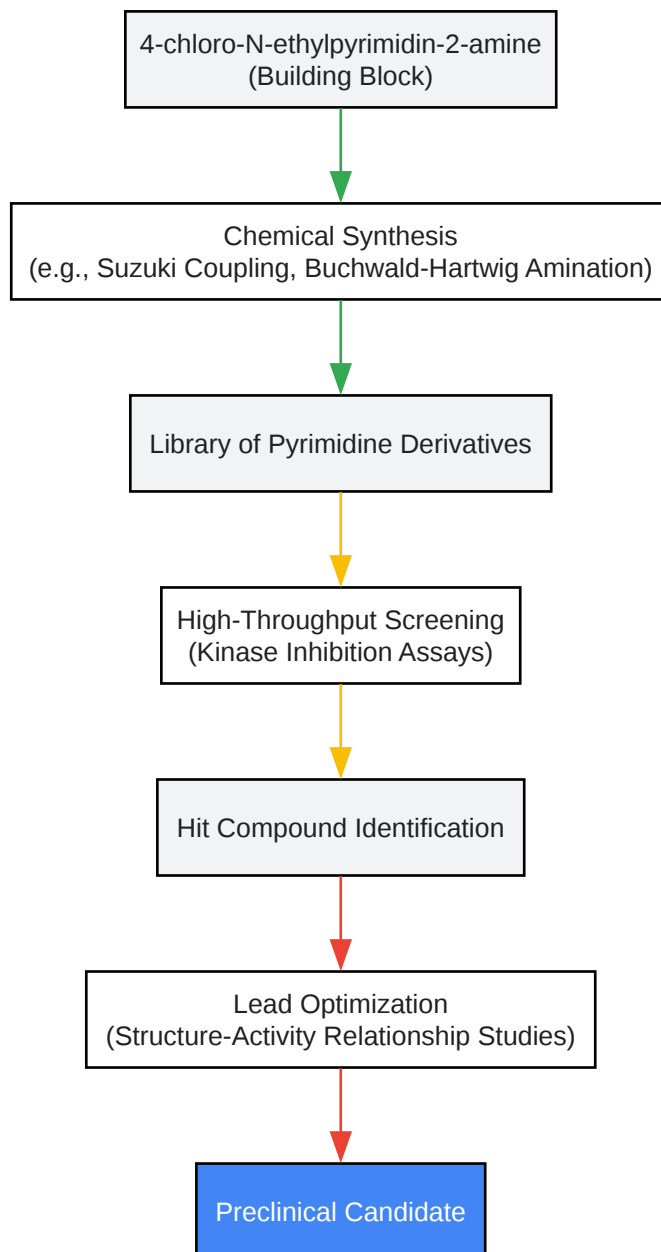 4-chloro-N-ethylpyrimidin-2-amine
(Building Block)
Chemical Synthesis
(e.g., Suzuki Coupling, Buchwald-Hartwig Amination)
Library of Pyrimidine Derivatives
High-Throughput Screening
(Kinase Inhibition Assays)
Hit Compound Identification
Lead Optimization
(Structure-Activity Relationship Studies)
Preclinical Candidate